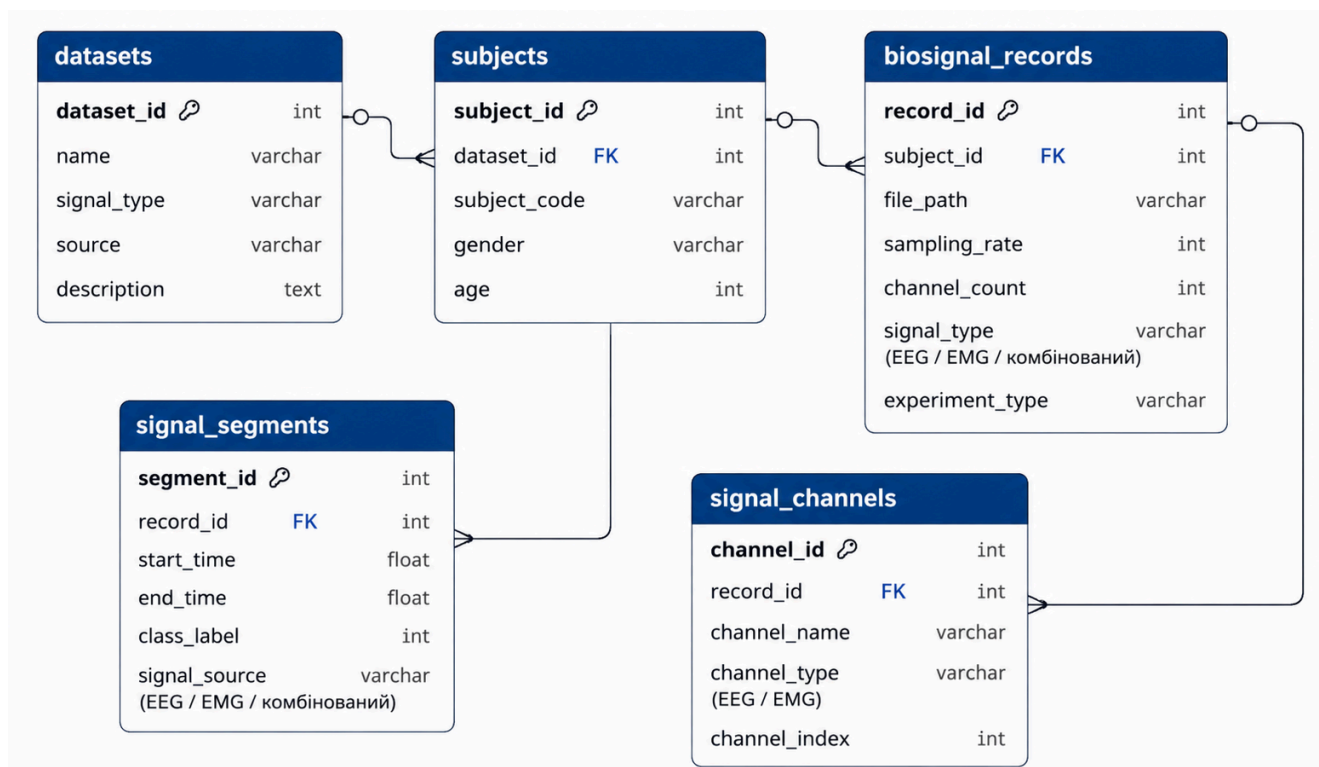 datasets
dataset_id int
name varchar
signal_type varchar
source varchar
description text
subjects
subject_id int
dataset_id FK int
subject_code varchar
gender varchar
age int
biosignal_records
record_id int
subject_id FK int
file_path varchar
sampling_rate int
channel_count int
signal_type varchar
(EEG / EMG / комбінований)
experiment_type varchar
signal_segments
segment_id int
record_id FK int
start_time float
end_time float
class_label int
signal_source varchar
(EEG / EMG / комбінований)
signal_channels
channel_id int
record_id FK int
channel_name varchar
channel_type varchar
(EEG / EMG)
channel_index int